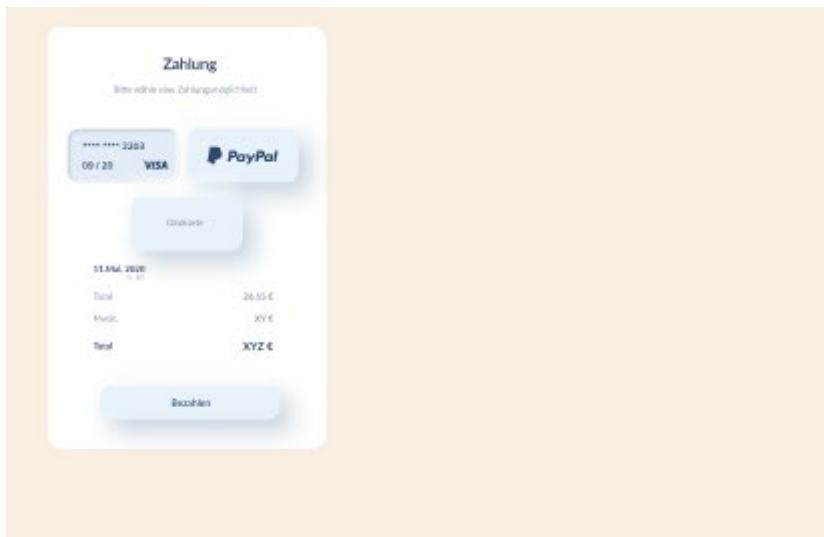 Zahlung
Bitte wähle eine Zahlungsmöglichkeit
**** **** 2203
09 / 20 VISA
PayPal
11.Mai. 2020
Total 26.55 €
Mwst. XY €
Total XYZ €
Bezahlen